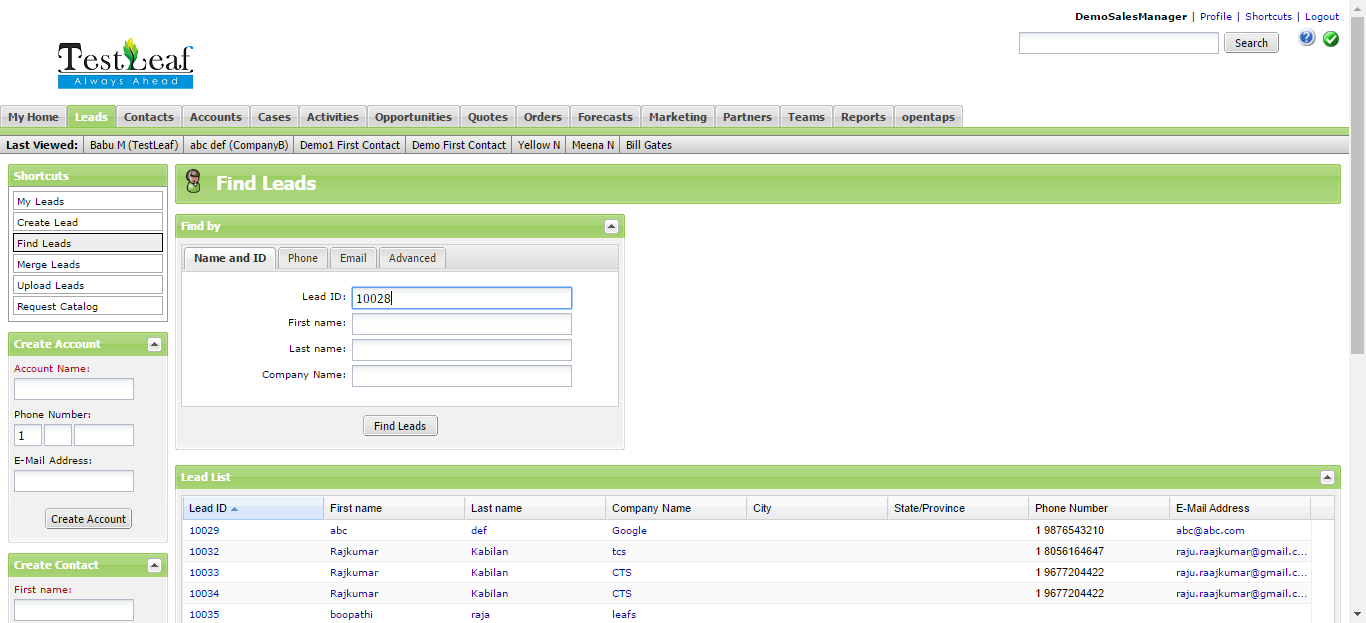 DemoSalesManager | Profile | Shortcuts | Logout
Search
TestLeaf
Always Ahead
My Home Leads Contacts Accounts Cases Activities Opportunities Quotes Orders Forecasts Marketing Partners Teams Reports opentaps
Last Viewed: Babu M (TestLeaf) abc def (CompanyB) Demo1 First Contact Demo First Contact Yellow N Meena N Bill Gates
Shortcuts
My Leads
Create Lead
Find Leads
Merge Leads
Upload Leads
Request Catalog
Create Account
Account Name:
Phone Number:
1
E-Mail Address:
Create Account
Create Contact
First name:
Find Leads
Find by
Name and ID Phone Email Advanced
Lead ID: 10028
First name:
Last name:
Company Name:
Find Leads
Lead List
Lead ID First name Last name Company Name City State/Province Phone Number E-Mail Address
10029 abc def Google 1 9876543210 abc@abc.com
10032 Rajkumar Kabilan tcs 1 8056164647 raju.raajkumar@gmail.c...
10033 Rajkumar Kabilan CTS 1 9677204422 raju.raajkumar@gmail.c...
10034 Rajkumar Kabilan CTS 1 9677204422 raju.raajkumar@gmail.c...
10035 boopathi raja leafs